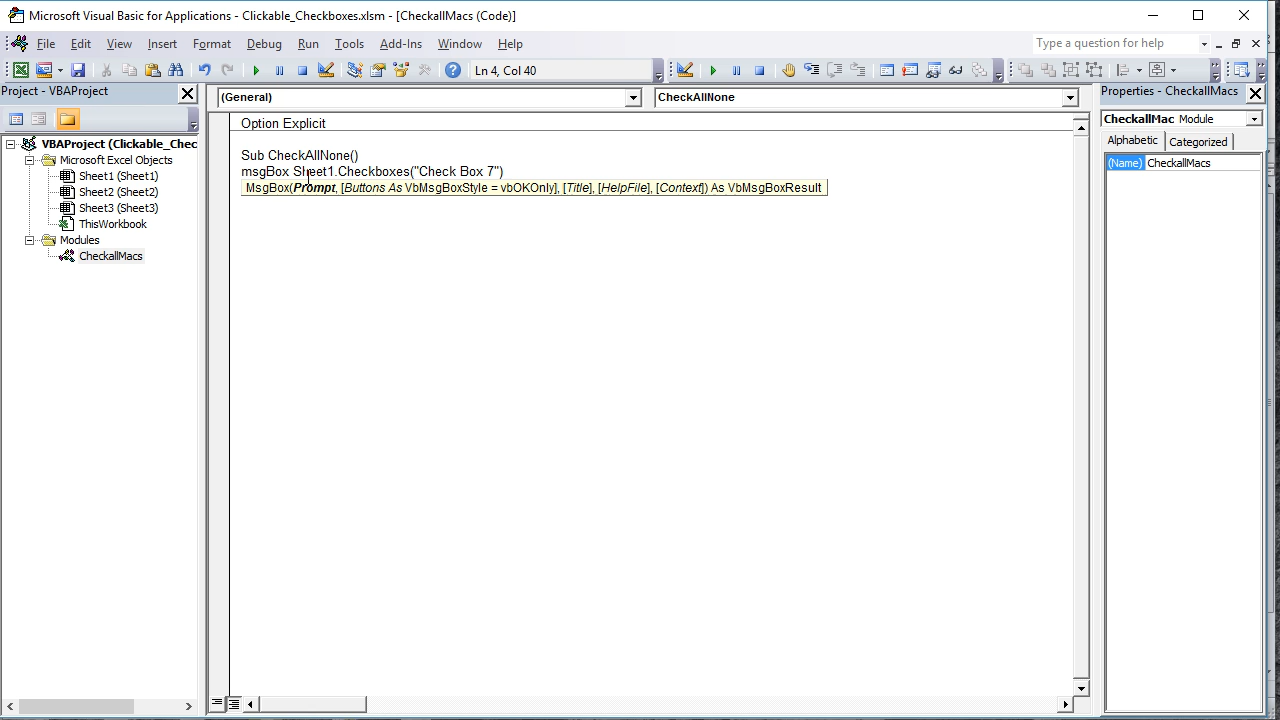 Microsoft Visual Basic for Applications - Clickable_Checkboxes.xlsm - [CheckallMacs (Code)]
File Edit View Insert Format Debug Run Tools Add-Ins Window Help
Type a question for help
Ln 4, Col 40
Project - VBAProject
(General)
CheckAllNone
Properties - CheckallMacs
VBAProject (Clickable_Chec
Microsoft Excel Objects
Sheet1 (Sheet1)
Sheet2 (Sheet2)
Sheet3 (Sheet3)
ThisWorkbook
Modules
CheckallMacs
Option Explicit
Sub CheckAllNone()
msgBox Sheet1.Checkboxes("Check Box 7")
MsgBox(Prompt, [Buttons As VbMsgBoxStyle = vbOKOnly], [Title], [HelpFile], [Context]) As VbMsgBoxResult
CheckallMac Module
Alphabetic Categorized
(Name) CheckallMacs